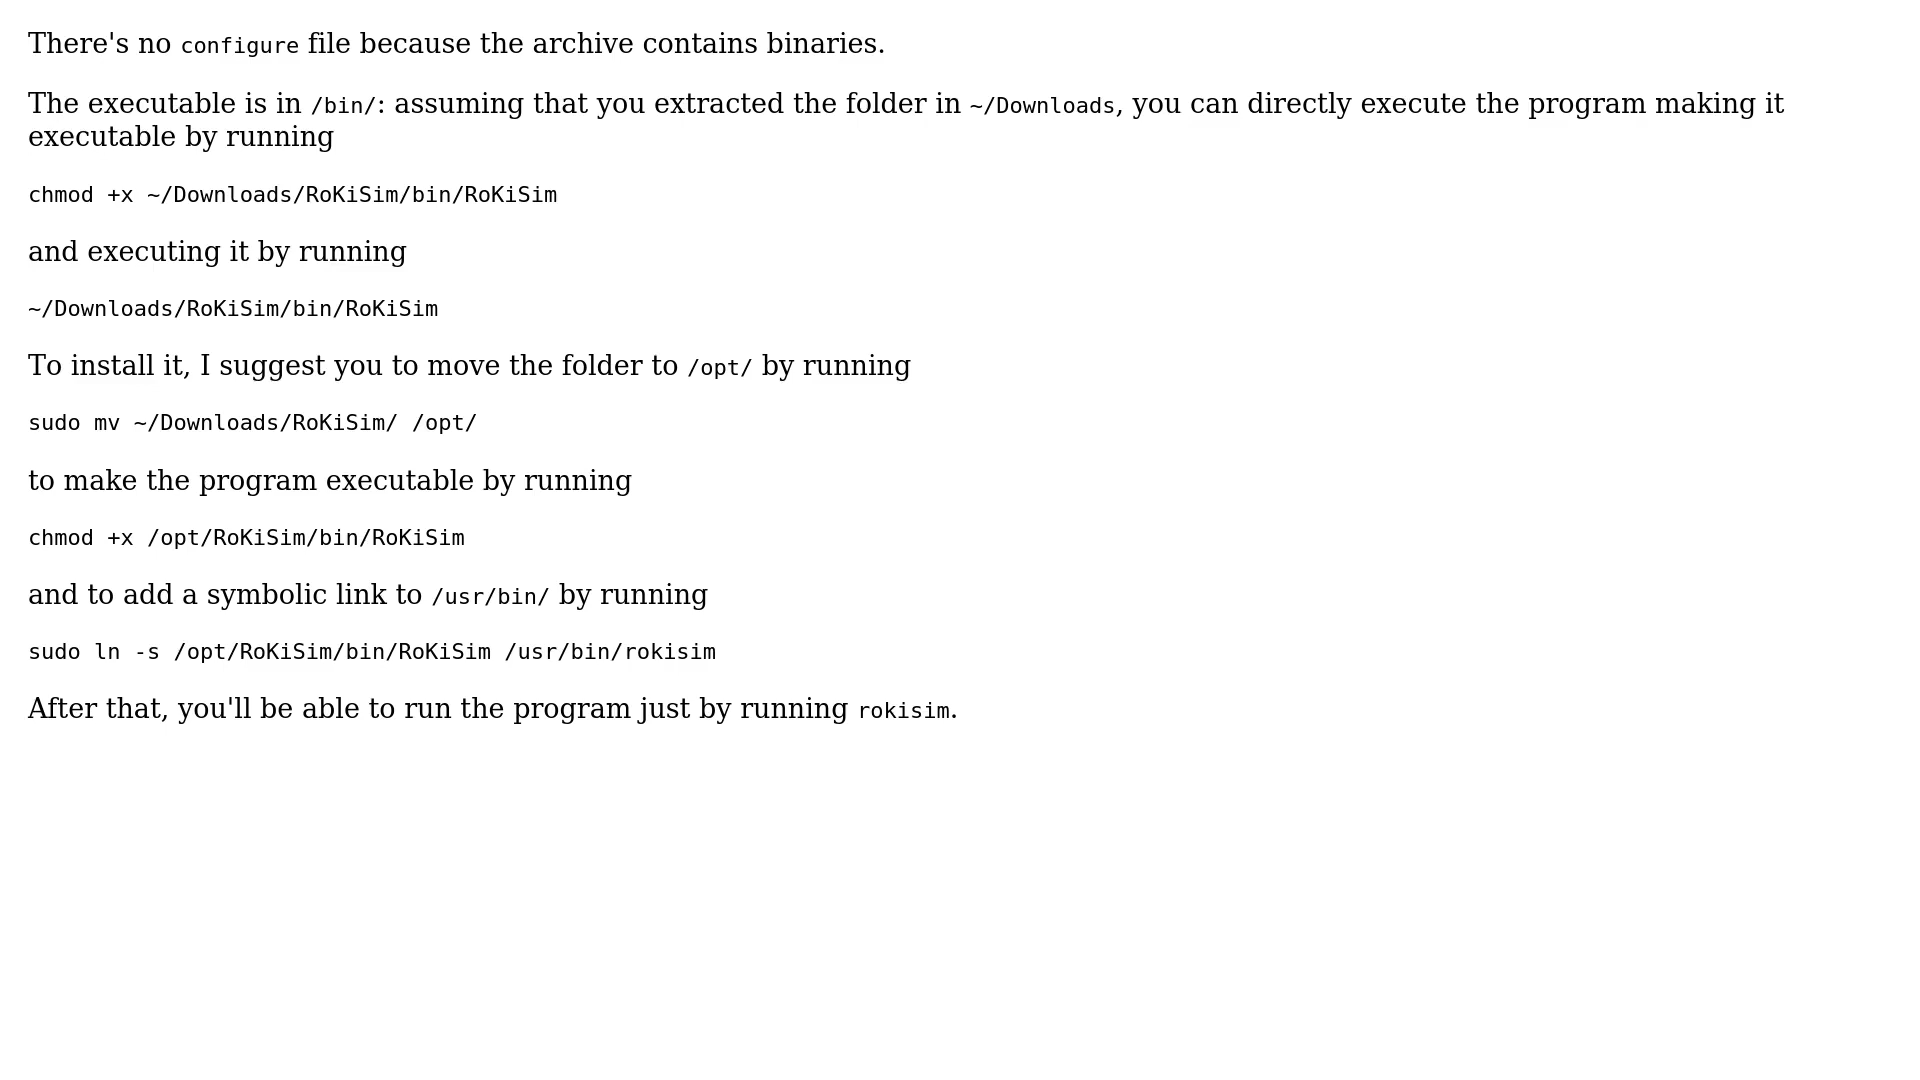 There's no configure file because the archive contains binaries.
The executable is in /bin/: assuming that you extracted the folder in ~/Downloads, you can directly execute the program making it
executable by running
chmod +x ~/Downloads/RoKiSim/bin/RoKiSim
and executing it by running
~/Downloads/RoKiSim/bin/RoKiSim
To install it, I suggest you to move the folder to /opt/ by running
sudo mv ~/Downloads/RoKiSim/ /opt/
to make the program executable by running
chmod +x /opt/RoKiSim/bin/RoKiSim
and to add a symbolic link to /usr/bin/ by running
sudo ln -s /opt/RoKiSim/bin/RoKiSim /usr/bin/rokisim
After that, you'll be able to run the program just by running rokisim.